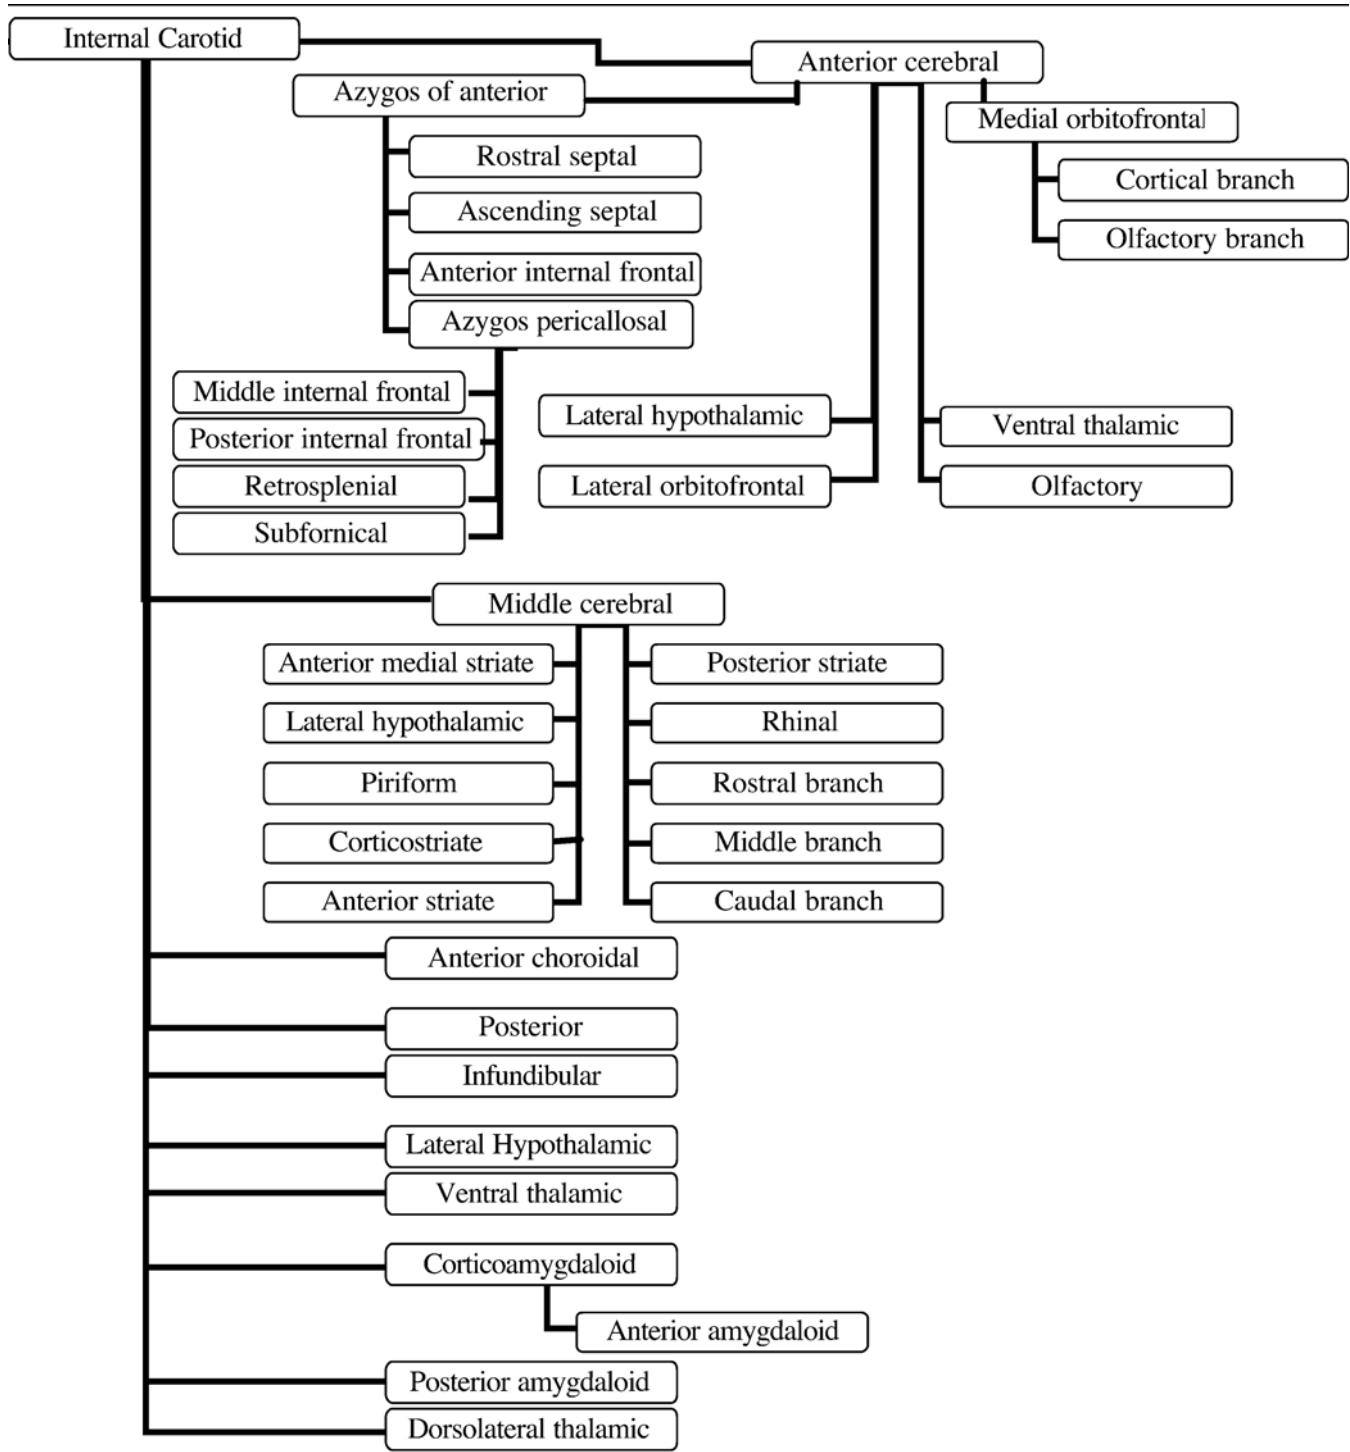 Internal Carotid
Anterior cerebral
Azygos of anterior
Medial orbitofrontal
Rostral septal
Cortical branch
Ascending septal
Olfactory branch
Anterior internal frontal
Azygos pericallosal
Middle internal frontal
Lateral hypothalamic
Ventral thalamic
Posterior internal frontal
Retrosplenial
Lateral orbitofrontal
Olfactory
Subfornical
Middle cerebral
Anterior medial striate
Posterior striate
Lateral hypothalamic
Rhinal
Piriform
Rostral branch
Corticostriate
Middle branch
Anterior striate
Caudal branch
Anterior choroidal
Posterior
Infundibular
Lateral Hypothalamic
Ventral thalamic
Corticoamygdaloid
Anterior amygdaloid
Posterior amygdaloid
Dorsolateral thalamic